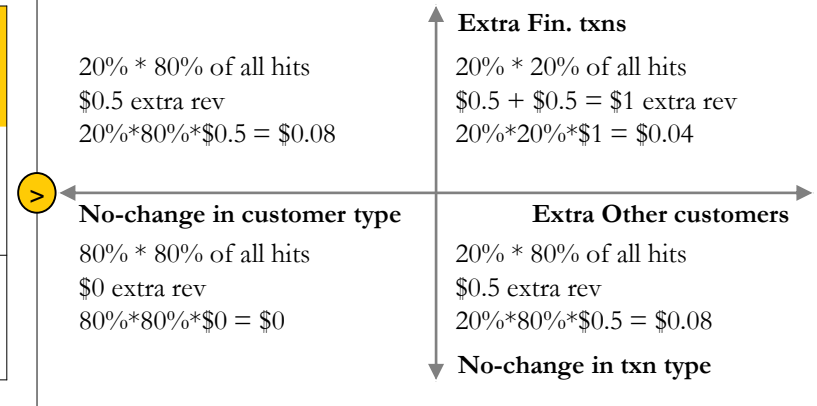 Extra Fin. txns
20% * 80% of all hits
$0.5 extra rev
20%*80%*$0.5 = $0.08
20% * 20% of all hits
$0.5 + $0.5 = $1 extra rev
20%*20%*$1 = $0.04
>
No-change in customer type
Extra Other customers
80% * 80% of all hits
$0 extra rev
80%*80%*$0 = $0
20% * 80% of all hits
$0.5 extra rev
20%*80%*$0.5 = $0.08
No-change in txn type